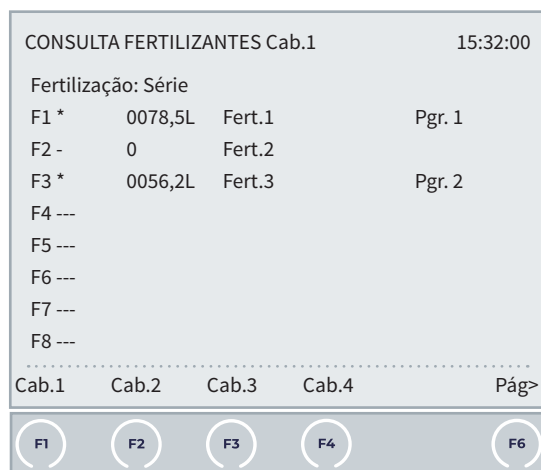 CONSULTA FERTILIZANTES Cab.1 15:32:00
Fertilização: Série
F1 * 0078,5L Fert.1 Pgr. 1
F2 - 0 Fert.2
F3 * 0056,2L Fert.3 Pgr. 2
F4 ---
F5 ---
F6 ---
F7 ---
F8 ---
Cab.1 Cab.2 Cab.3 Cab.4 Pág>
F1 F2 F3 F4 F6